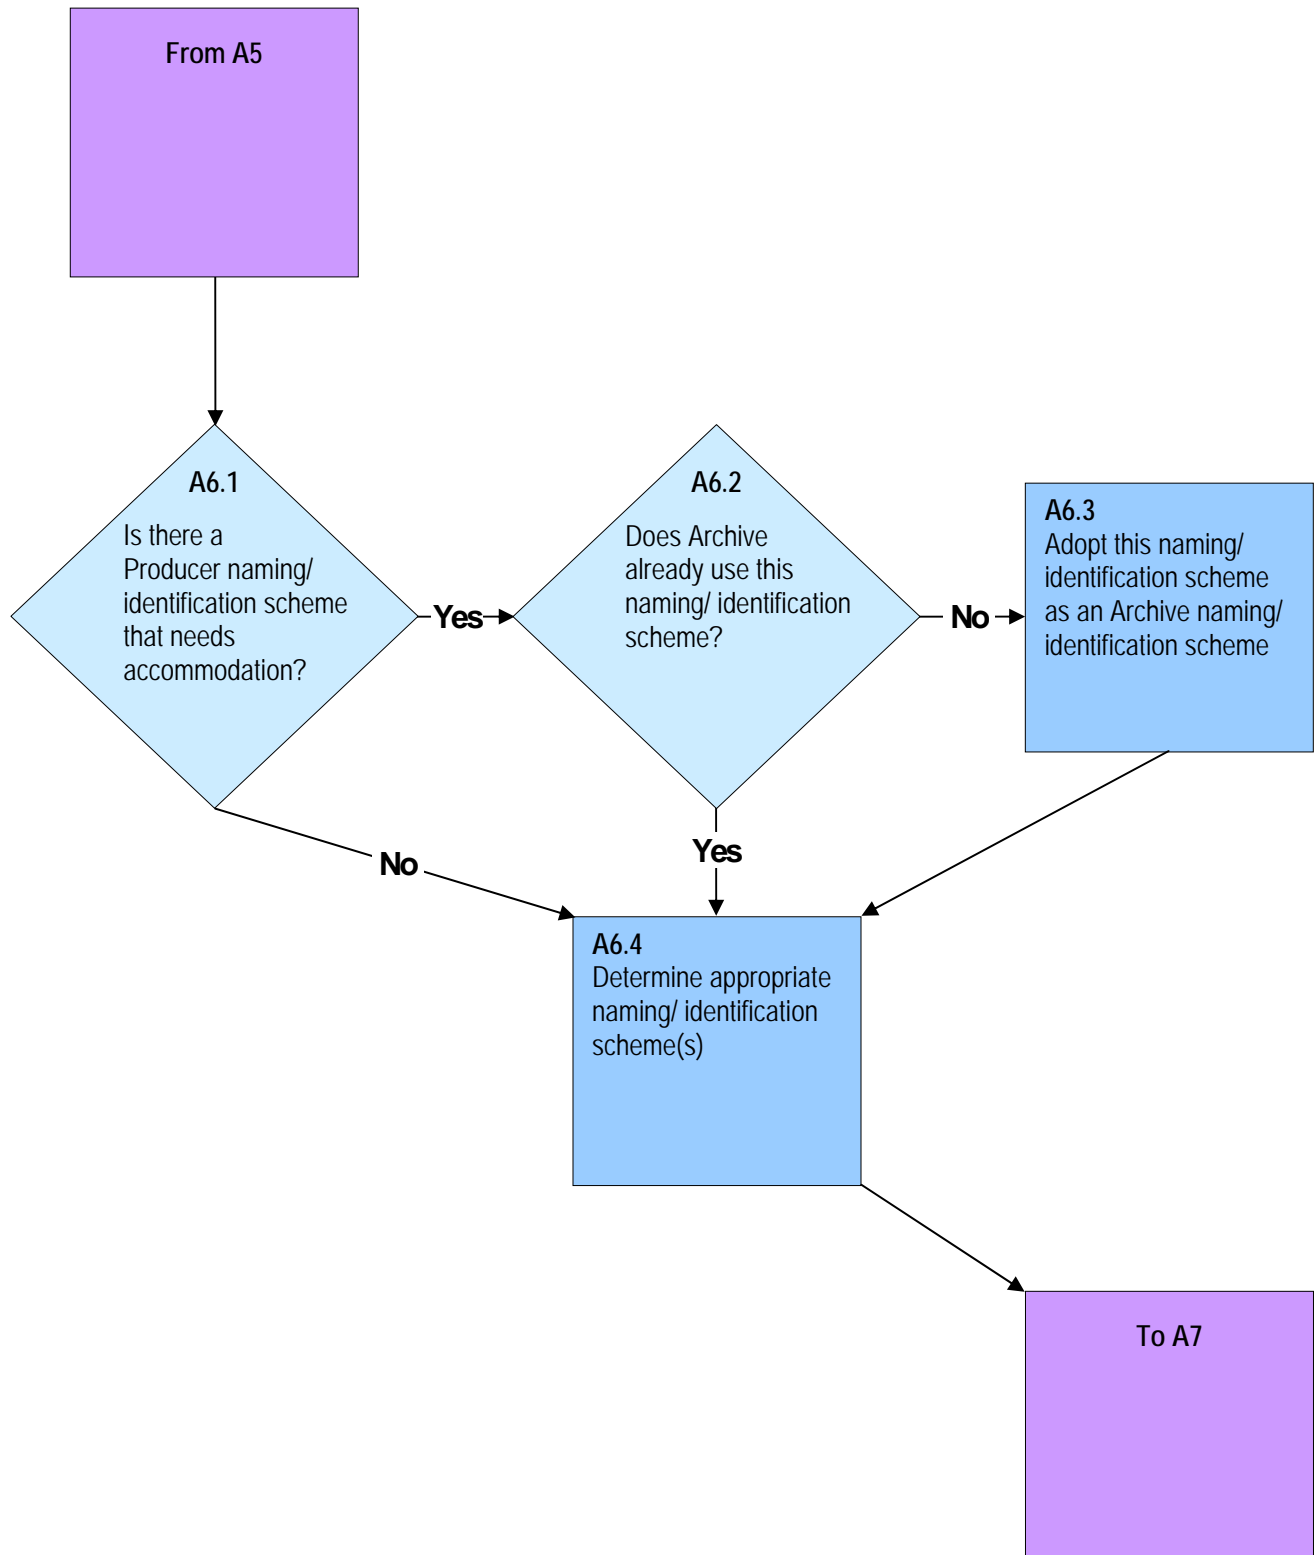 From A5
A6.1
Is there a
Producer naming/
identification scheme
that needs
accommodation?
Yes
A6.2
Does Archive
already use this
naming/ identification
scheme?
No
A6.3
Adopt this naming/
identification scheme
as an Archive naming/
identification scheme
No
Yes
A6.4
Determine appropriate
naming/ identification
scheme(s)
To A7